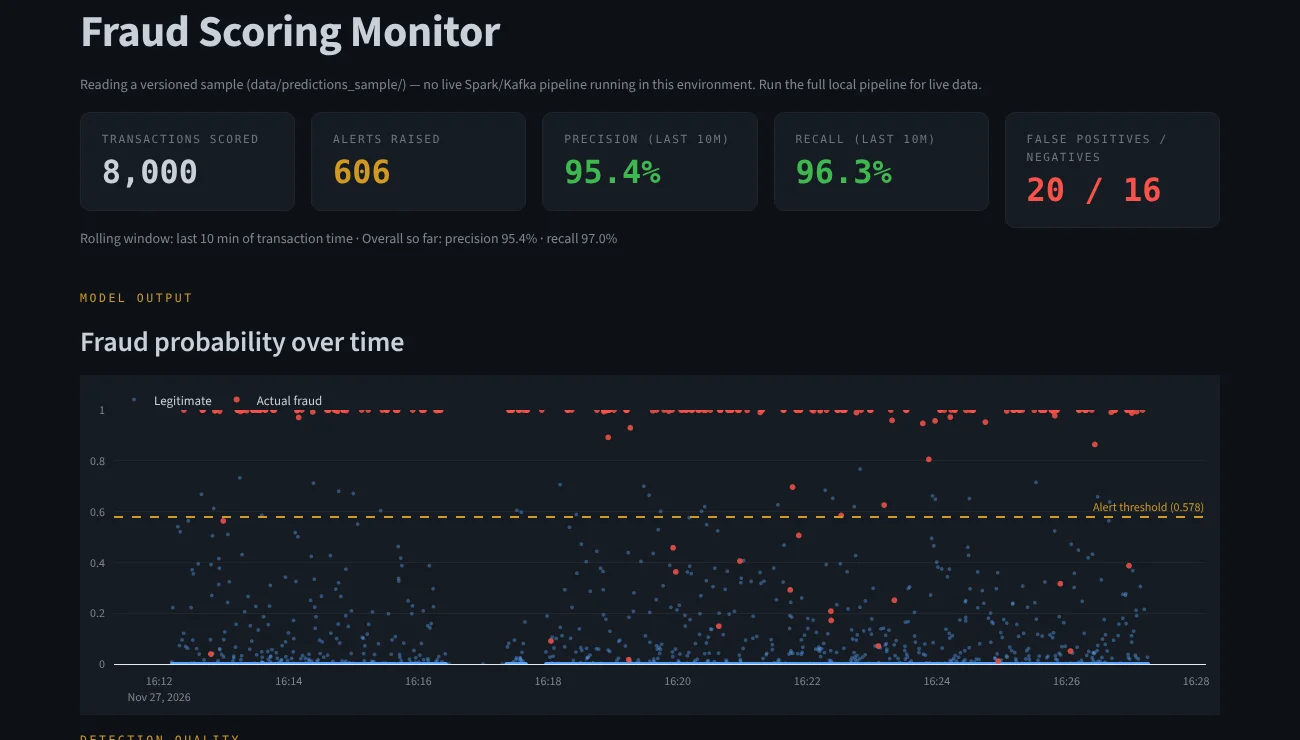 Fraud Scoring Monitor
Reading a versioned sample (data/predictions_sample/) — no live Spark/Kafka pipeline running in this environment. Run the full local pipeline for live data.
TRANSACTIONS SCORED
8,000
ALERTS RAISED
606
PRECISION (LAST 10M)
95.4%
RECALL (LAST 10M)
96.3%
FALSE POSITIVES /
NEGATIVES
20 / 16
Rolling window: last 10 min of transaction time · Overall so far: precision 95.4% · recall 97.0%
MODEL OUTPUT
Fraud probability over time
Legitimate
Actual fraud
1
0.8
0.6
0.4
0.2
0
Alert threshold (0.578)
16:12
16:14
16:16
16:18
16:20
16:22
16:24
16:26
16:28
Nov 27, 2026
DETECTION QUALITY